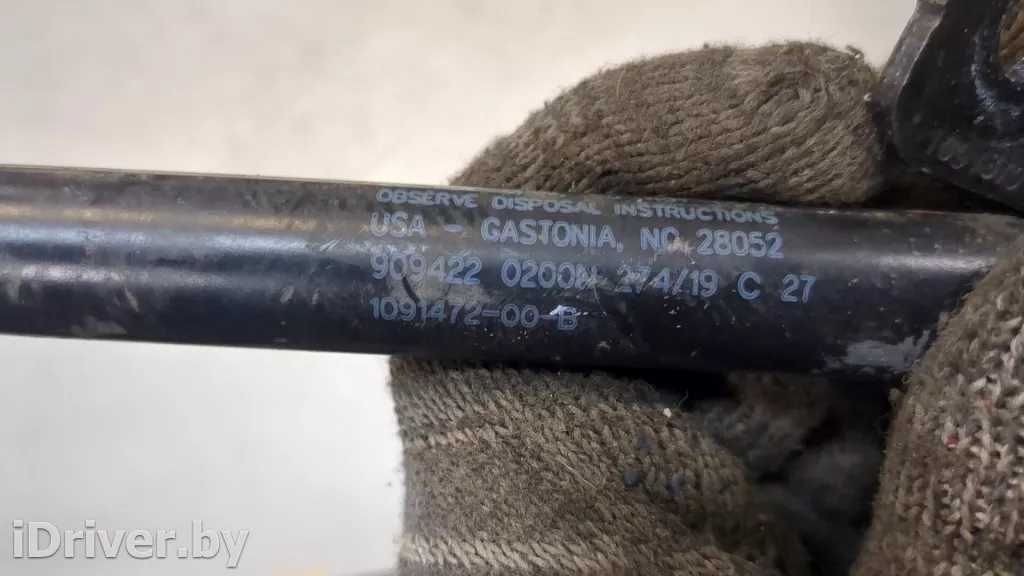 OBSERVE DISPOSAL INSTRUCTIONS
USA - GASTONIA, NC 28052
909422 0200N 274/19 C 27
1091472-00-B
iDriver.by